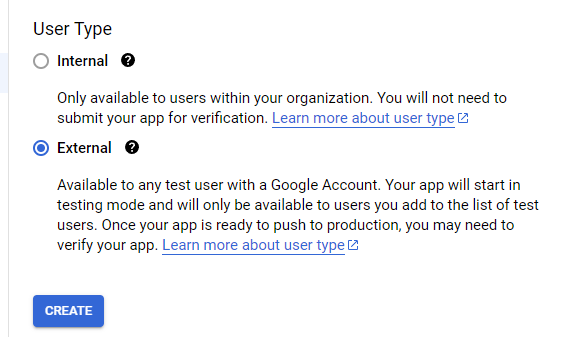 User Type
Internal ?
Only available to users within your organization. You will not need to
submit your app for verification. Learn more about user type
External ?
Available to any test user with a Google Account. Your app will start in
testing mode and will only be available to users you add to the list of test
users. Once your app is ready to push to production, you may need to
verify your app. Learn more about user type
CREATE